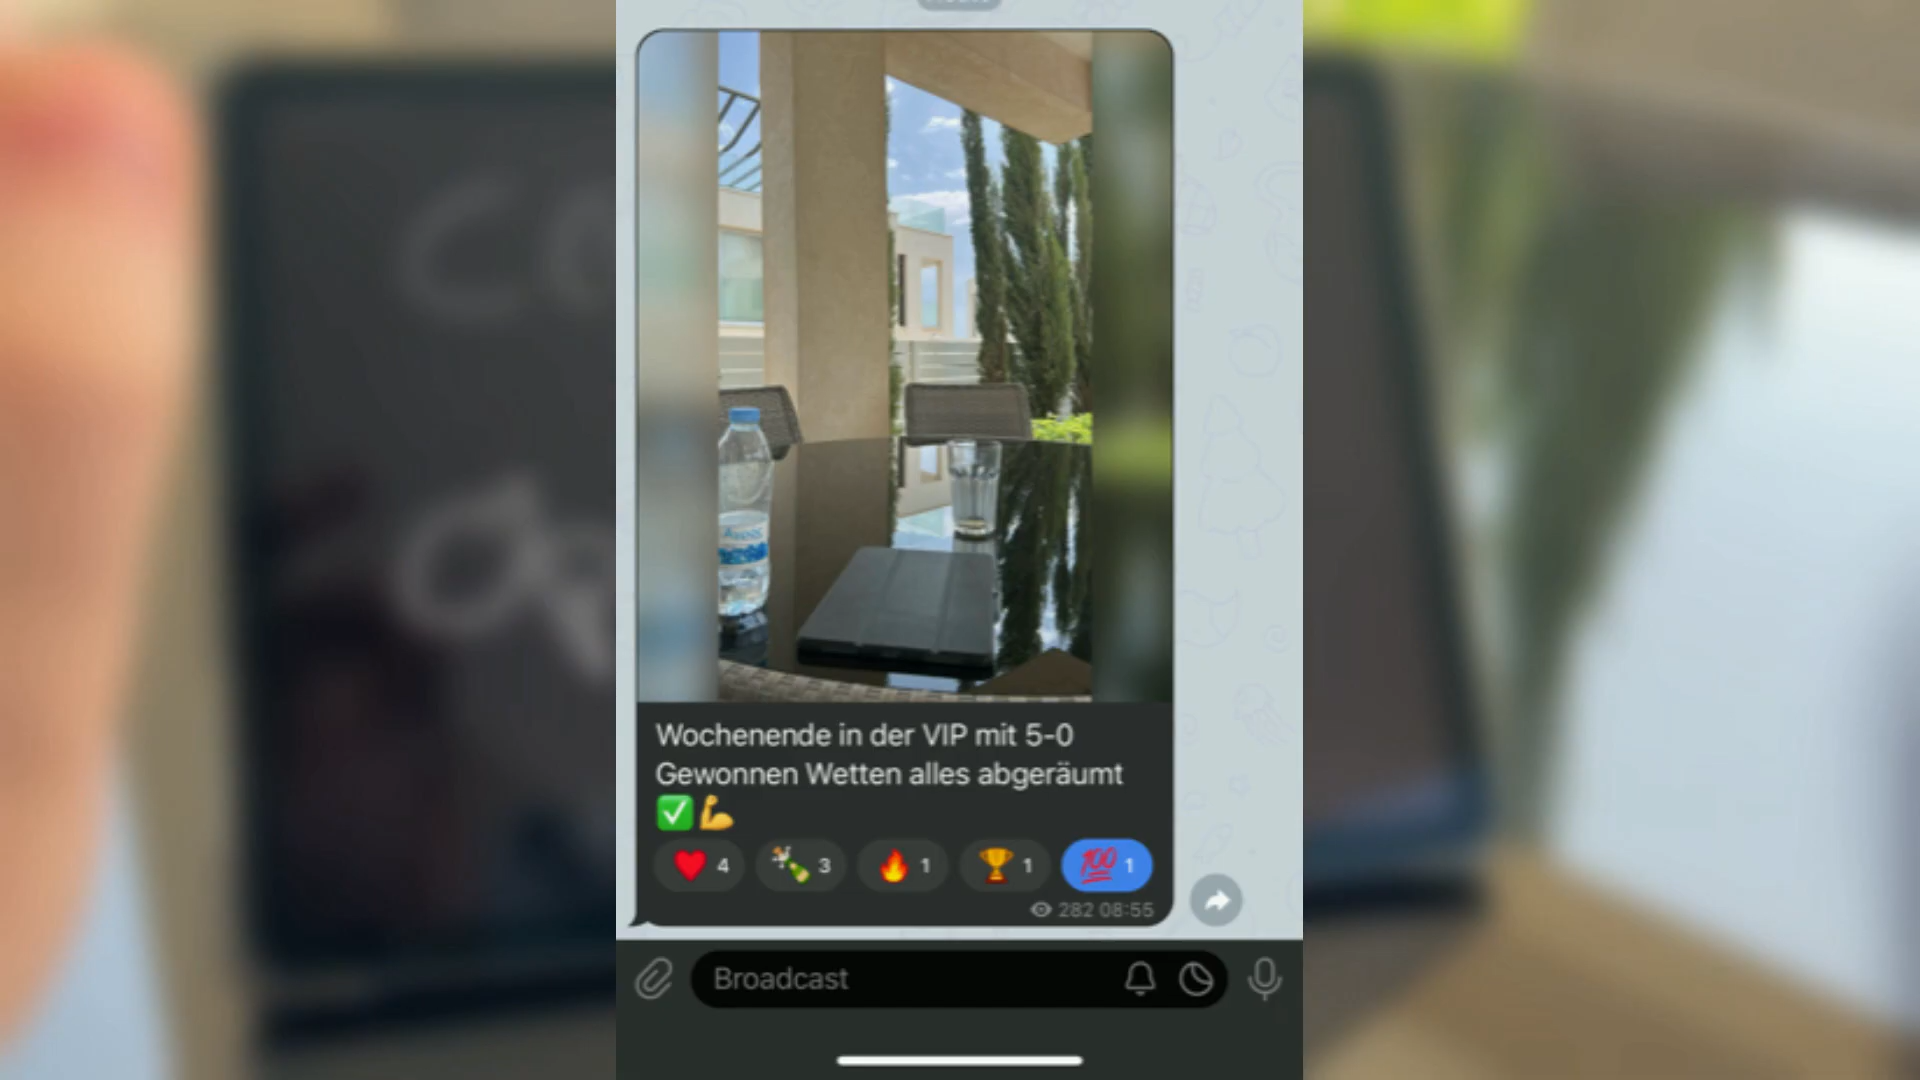 Wochenende in der VIP mit 5-0
Gewonnen Wetten alles abgeräumt
✅💪
❤️ 4 🍾 3 🔥 1 🏆 1 💯 1
282 08:55
Broadcast